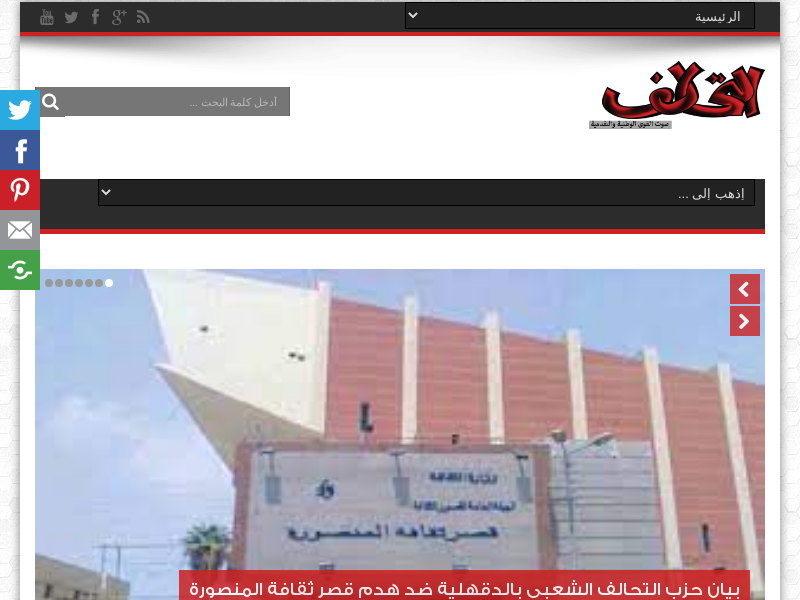 الرئيسية
التحالف
صوت القوى الوطنية والتقدمية
أدخل كلمة البحث ...
إذهب إلى ...
وزارة الثقافة
الهيئة العامة لقصور الثقافة
قصر ثقافة المنصورة
بيان حزب التحالف الشعبي بالدقهلية ضد هدم قصر ثقافة المنصورة